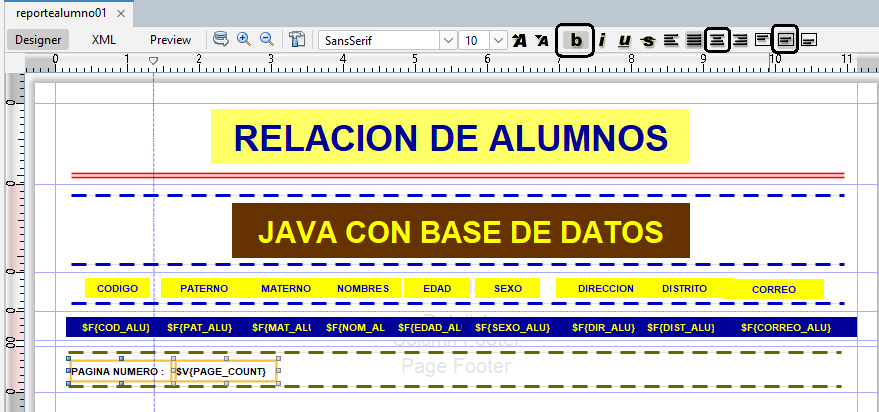 reportealumno01
Designer XML Preview SansSerif 10 b i u s
0 1 2 3 4 5 6 7 8 9 10 11
RELACION DE ALUMNOS
JAVA CON BASE DE DATOS
CODIGO PATERNO MATERNO NOMBRES EDAD SEXO DIRECCION DISTRITO CORREO
$F{COD_ALU} $F{PAT_ALU} $F{MAT_ALU $F{NOM_AL $F{EDAD_AL $F{SEXO_ALU} $F{DIR_ALU} $F{DIST_ALU} $F{CORREO_ALU}
Column Footer
PAGINA NUMERO : $V{PAGE_COUNT} Page Footer